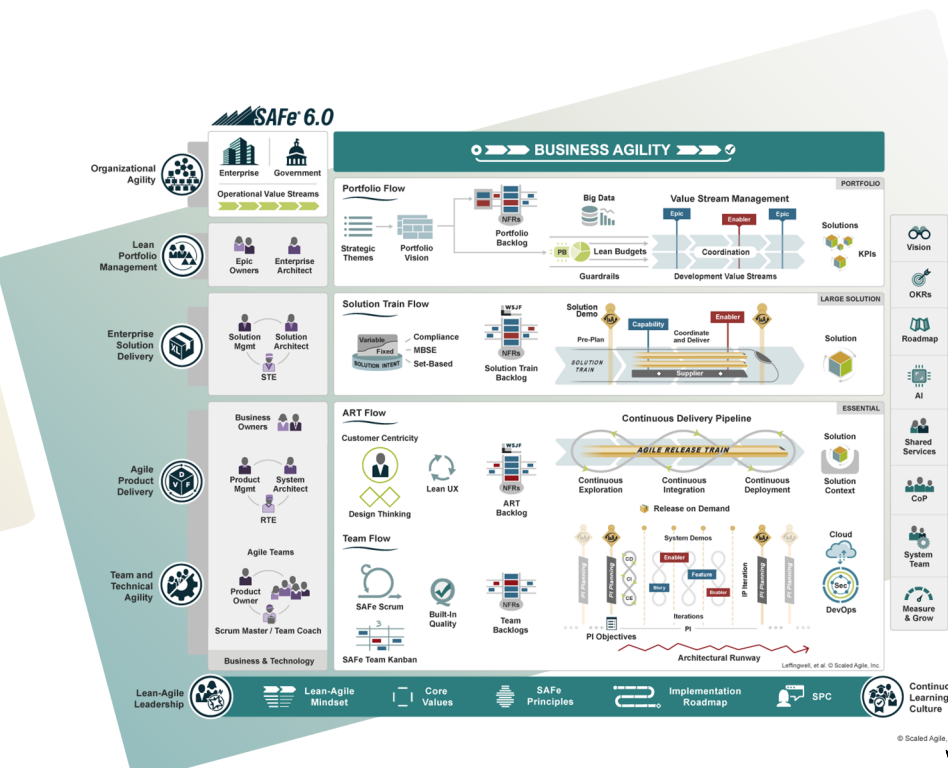 SAFe® 6.0
Organizational
Agility
Enterprise
Government
Operational Value Streams
BUSINESS AGILITY
PORTFOLIO
Portfolio Flow
Strategic
Themes
Portfolio
Vision
NFRs
Portfolio
Backlog
Big Data
PB
Lean Budgets
Guardrails
Value Stream Management
Epic
Enabler
Epic
Coordination
Development Value Streams
Solutions
KPIs
Lean
Portfolio
Management
Epic
Owners
Enterprise
Architect
LARGE SOLUTION
Enterprise
Solution
Delivery
XL
Solution
Mgmt
Solution
Architect
STE
Solution Train Flow
Variable
Fixed
SOLUTION INTENT
Compliance
MBSE
Set-Based
WSJF
NFRs
Solution Train
Backlog
Solution
Demo
Pre-Plan
SOLUTION
TRAIN
Capability
Coordinate
and Deliver
Enabler
Supplier
Solution
ESSENTIAL
Agile
Product
Delivery
D
V F
Business
Owners
Product
Mgmt
System
Architect
RTE
ART Flow
Customer Centricity
Design Thinking
Lean UX
WSJF
NFRs
ART
Backlog
Continuous Delivery Pipeline
AGILE RELEASE TRAIN
Continuous
Exploration
Continuous
Integration
Continuous
Deployment
Release on Demand
Solution
Solution
Context
Team and
Technical
Agility
Agile Teams
Product
Owner
Scrum Master / Team Coach
Business & Technology
Team Flow
SAFe Scrum
3
SAFe Team Kanban
Built-In
Quality
NFRs
Team
Backlogs
PI Planning
PI Planning
CD
CI
CE
System Demos
Enabler
Story
Feature
Enabler
Iterations
PI
IP Iteration
PI Planning
PI Planning
PI Objectives
Architectural Runway
Cloud
Sec
DevOps
Leffingwell, et al. © Scaled Agile, Inc.
Vision
OKRs
Roadmap
AI
Shared
Services
CoP
System
Team
Measure
& Grow
Lean-Agile
Leadership
Lean-Agile
Mindset
Core
Values
SAFe
Principles
Implementation
Roadmap
SPC
Continuo
Learning
Culture
© Scaled Agile,